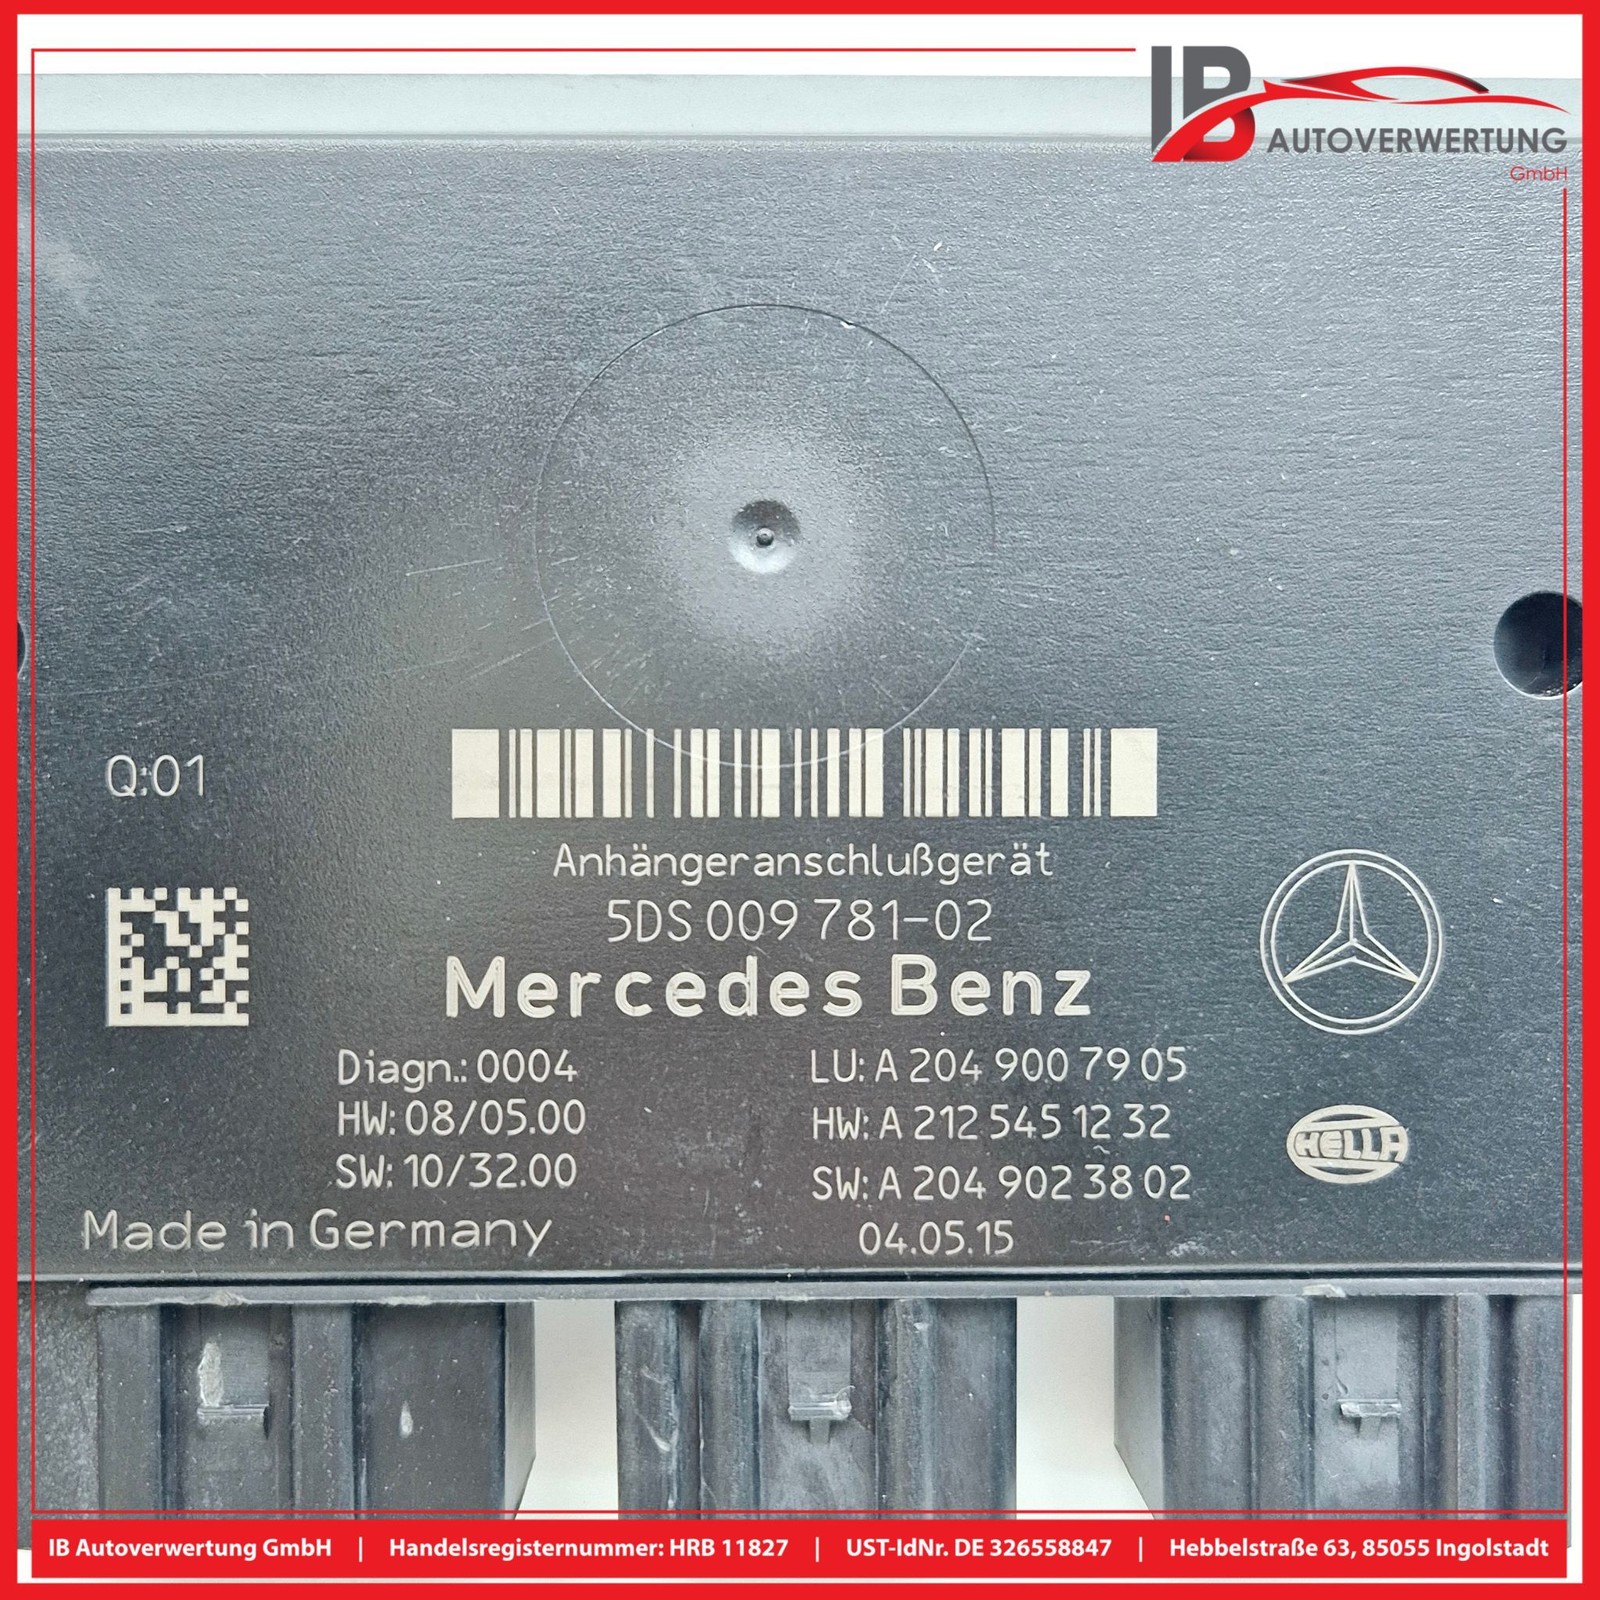 IB
AUTOVERWERTUNG
GmbH
Q:01
Anhängeranschlußgerät
5DS 009 781-02
Mercedes Benz
Diagn.: 0004
HW: 08/05.00
SW: 10/32.00
LU: A 204 900 79 05
HW: A 212 545 12 32
SW: A 204 902 38 02
HELLA
Made in Germany
04.05.15
IB Autoverwertung GmbH | Handelsregisternummer: HRB 11827 | UST-IdNr. DE 326558847 | Hebbelstraße 63, 85055 Ingolstadt